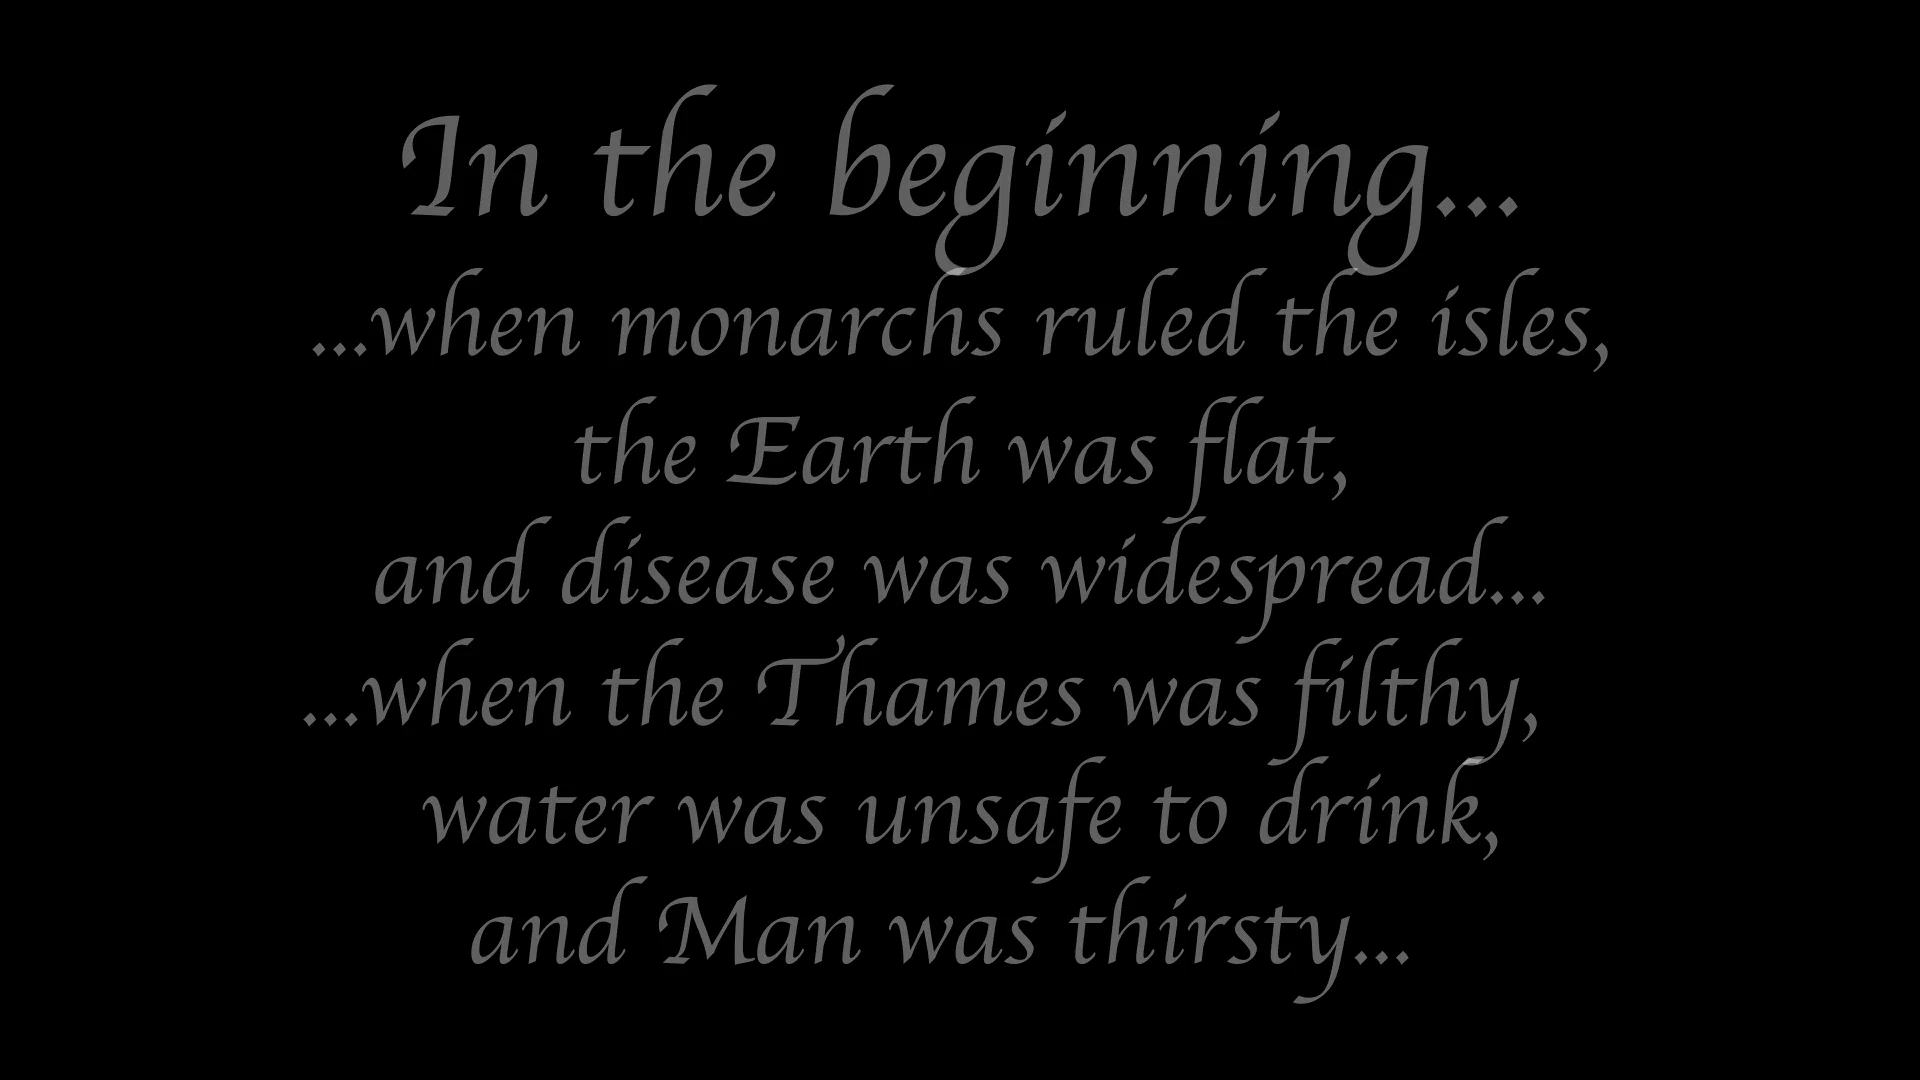 In the beginning...
...when monarchs ruled the isles,
the Earth was flat,
and disease was widespread...
...when the Thames was filthy,
water was unsafe to drink,
and Man was thirsty...